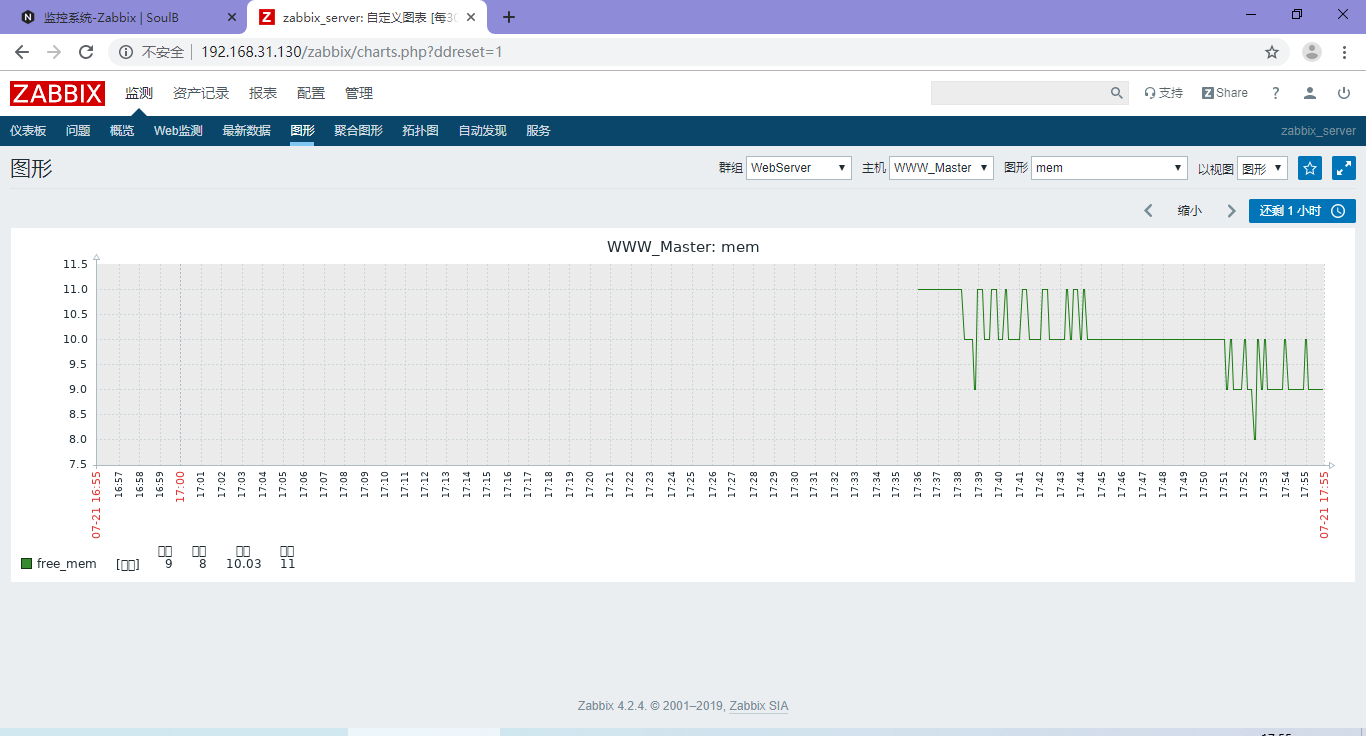 监控系统-Zabbix | SoulB
zabbix_server: 自定义图表 [每30
不安全 192.168.31.130/zabbix/charts.php?ddreset=1
ZABBIX 监测 资产记录 报表 配置 管理 支持 Z Share ?
仪表板 问题 概览 Web监测 最新数据 图形 聚合图形 拓扑图 自动发现 服务 zabbix_server
图形 群组 WebServer 主机 WWW_Master 图形 mem 以视图 图形
缩小 还剩 1 小时
WWW_Master: mem
11.5
11.0
10.5
10.0
9.5
9.0
8.5
8.0
7.5
07-21 16:55 16:57 16:58 16:59 17:00 17:01 17:02 17:03 17:04 17:05 17:06 17:07 17:08 17:09 17:10 17:11 17:12 17:13 17:14 17:15 17:16 17:17 17:18 17:19 17:20 17:21 17:22 17:23 17:24 17:25 17:26 17:27 17:28 17:29 17:30 17:31 17:32 17:33 17:34 17:35 17:36 17:37 17:38 17:39 17:40 17:41 17:42 17:43 17:44 17:45 17:46 17:47 17:48 17:49 17:50 17:51 17:52 17:53 17:54 17:55 07-21 17:55
free_mem 9 8 10.03 11
Zabbix 4.2.4. © 2001–2019, Zabbix SIA